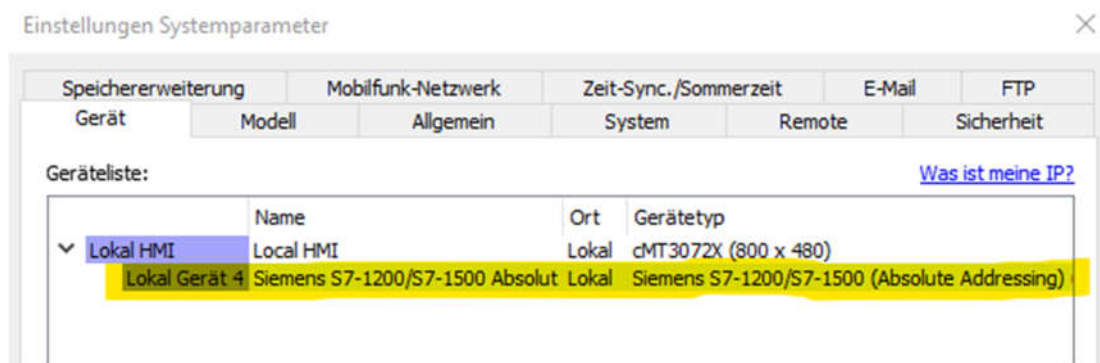 Einstellungen Systemparameter
Speichererweiterung Mobilfunk-Netzwerk Zeit-Sync./Sommerzeit E-Mail FTP
Gerät Modell Allgemein System Remote Sicherheit
Geräteliste: Was ist meine IP?
Name Ort Gerätetyp
Lokal HMI Local HMI Lokal cMT3072X (800 x 480)
Lokal Gerät 4 Siemens S7-1200/S7-1500 Absolut Lokal Siemens S7-1200/S7-1500 (Absolute Addressing)